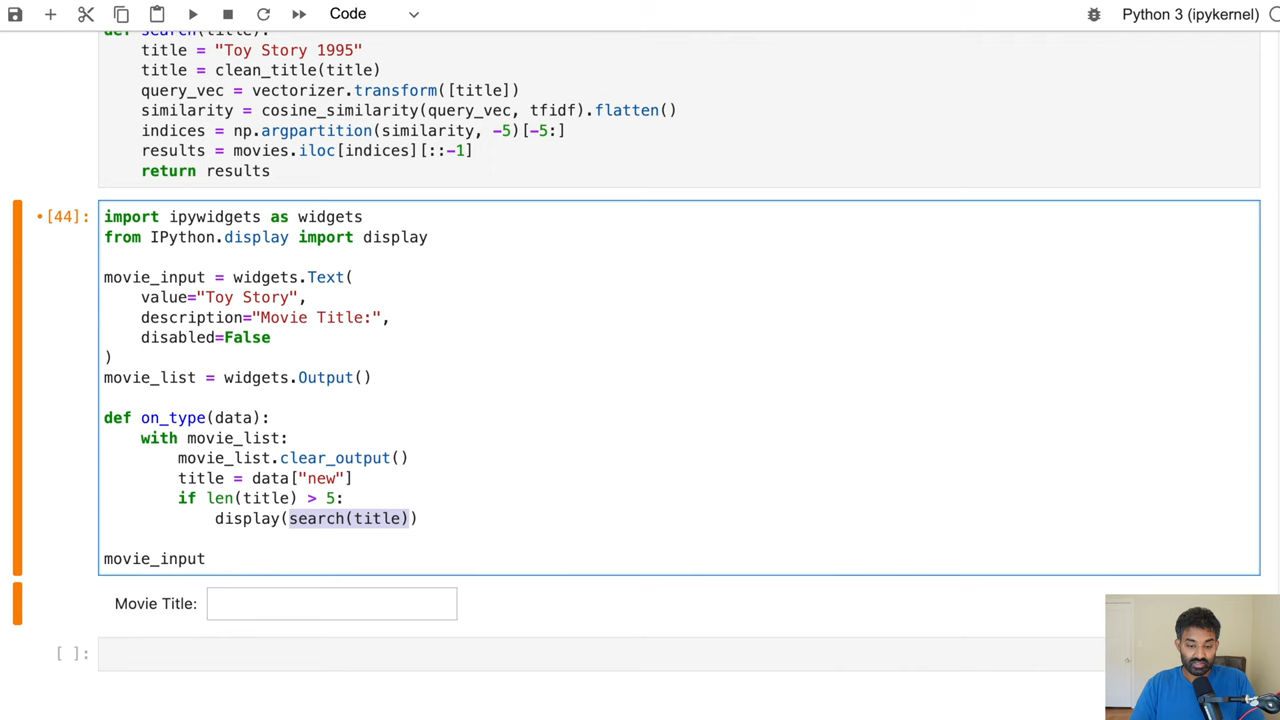 Code
Python 3 (ipykernel)
def search(title):
title = "Toy Story 1995"
title = clean_title(title)
query_vec = vectorizer.transform([title])
similarity = cosine_similarity(query_vec, tfidf).flatten()
indices = np.argpartition(similarity, -5)[-5:]
results = movies.iloc[indices][::-1]
return results
[44]:
import ipywidgets as widgets
from IPython.display import display
movie_input = widgets.Text(
value="Toy Story",
description="Movie Title:",
disabled=False
)
movie_list = widgets.Output()
def on_type(data):
with movie_list:
movie_list.clear_output()
title = data["new"]
if len(title) > 5:
display(search(title))
movie_input
Movie Title:
[ ]: